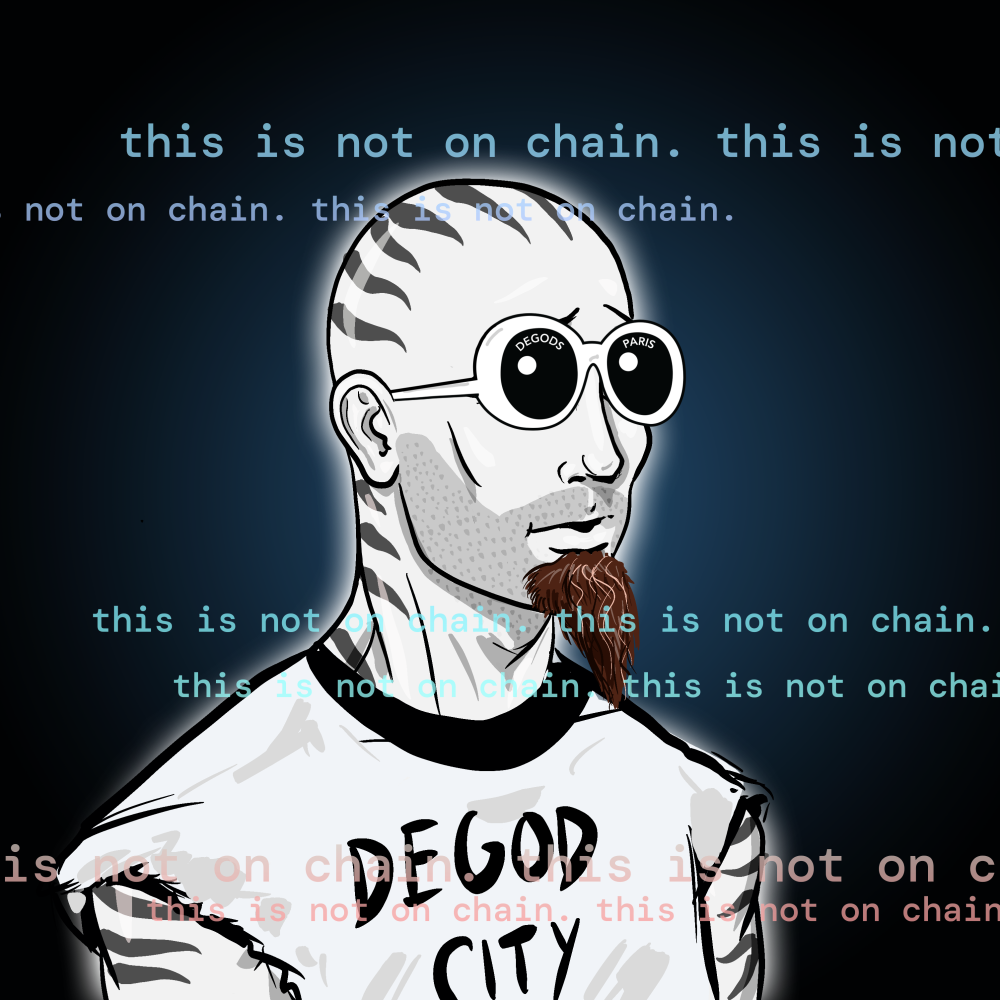 this is not on chain. this is not
not on chain. this is not on chain.
DEGODS PARIS
this is not on chain. this is not on chain.
this is not on chain. this is not on chai
is not on chain. this is not on c
this is not on chain. this is not on chain
DEGOD
CITY